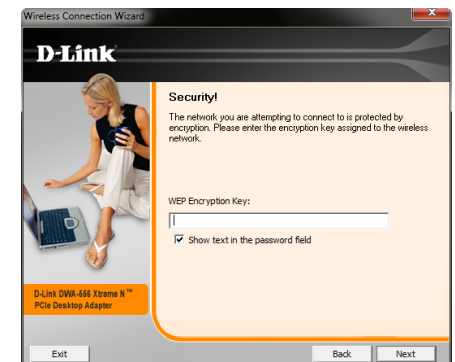 Wireless Connection Wizard
D-Link
Security!
The network you are attempting to connect to is protected by
encryption. Please enter the encryption key assigned to the wireless
network.
WEP Encryption Key:
Show text in the password field
D-Link DWA-556 Xtreme N™
PCIe Desktop Adapter
Exit
Back
Next